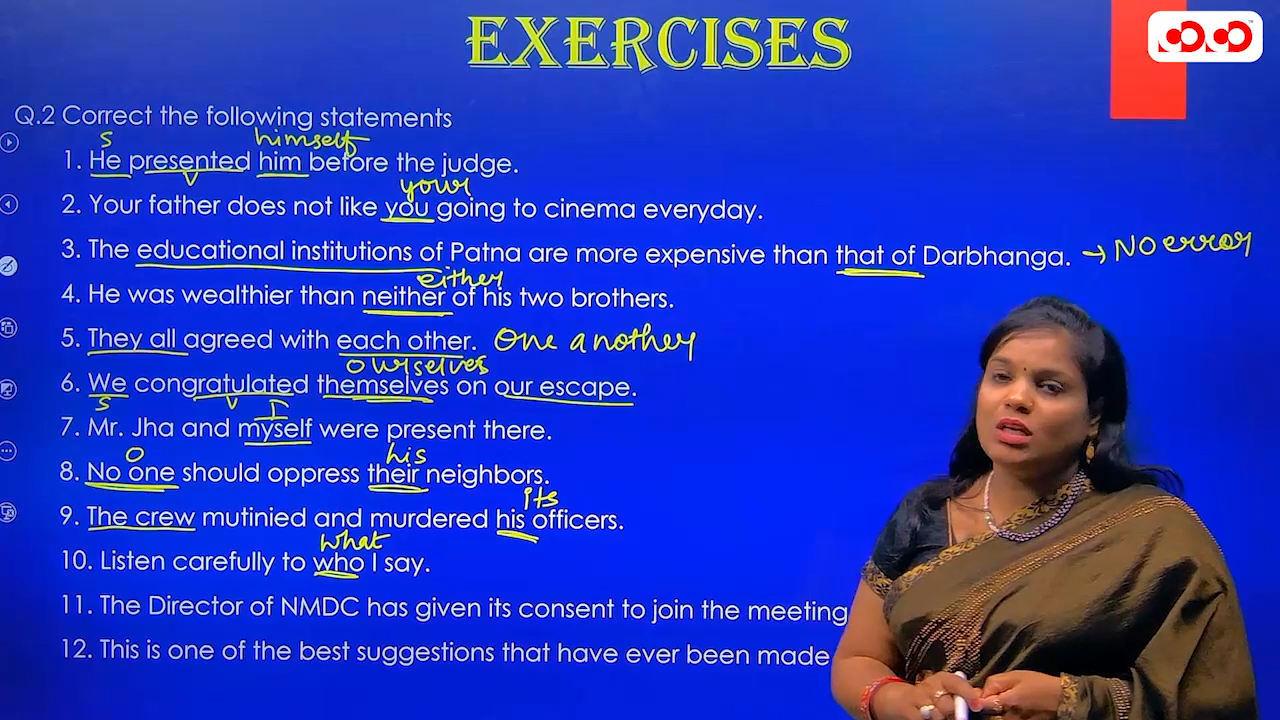 EXERCISES
Q.2 Correct the following statements
s himself
1. He presented him before the judge.
v your
2. Your father does not like you going to cinema everyday.
3. The educational institutions of Patna are more expensive than that of Darbhanga. → No error
either
4. He was wealthier than neither of his two brothers.
5. They all agreed with each other. One another
ourselves
6. We congratulated themselves on our escape.
s v I
7. Mr. Jha and myself were present there.
o his
8. No one should oppress their neighbors.
its
9. The crew mutinied and murdered his officers.
what
10. Listen carefully to who I say.
11. The Director of NMDC has given its consent to join the meeting
12. This is one of the best suggestions that have ever been made